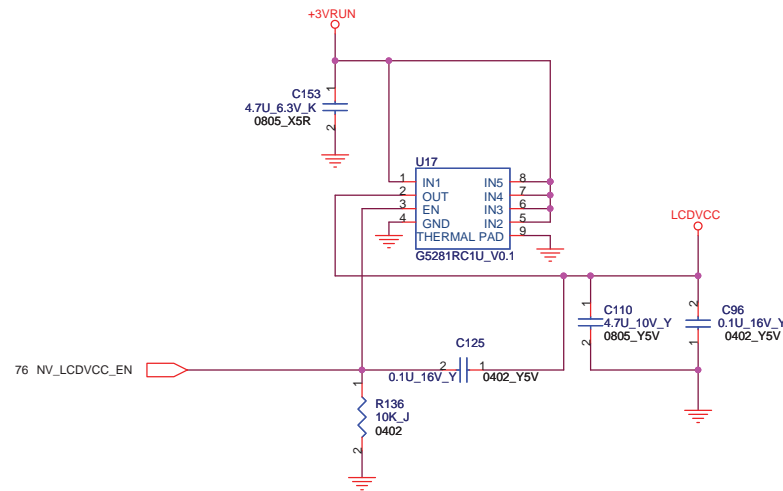 +3VRUN
1
C153
4.7U_6.3V_K
2
0805_X5R
U17
1 IN1 IN5 8
2 OUT IN4 7
3 EN IN3 6
4 GND IN2 5
THERMAL PAD 9
G5281RC1U_V0.1
LCDVCC
1
C110
4.7U_10V_Y
2
0805_Y5V
2
C96
0.1U_16V_Y
1
0402_Y5V
C125
2 1
0.1U_16V_Y
0402_Y5V
76 NV_LCDVCC_EN
1
R136
10K_J
0402
2